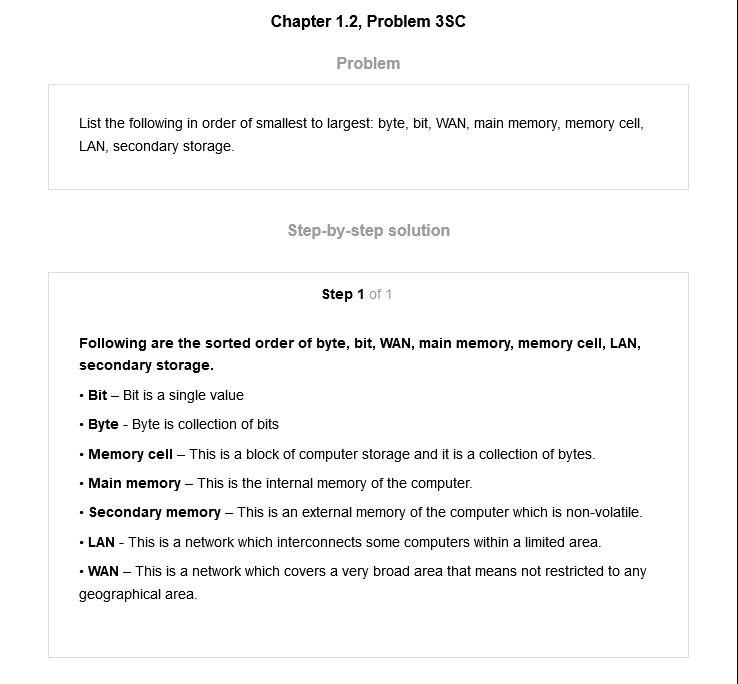 Chapter 1.2, Problem 3SC
Problem
List the following in order of smallest to largest: byte, bit, WAN, main memory, memory cell,
LAN, secondary storage.
Step-by-step solution
Step 1 of 1
Following are the sorted order of byte, bit, WAN, main memory, memory cell, LAN,
secondary storage.
• Bit – Bit is a single value
• Byte - Byte is collection of bits
• Memory cell – This is a block of computer storage and it is a collection of bytes.
• Main memory – This is the internal memory of the computer.
• Secondary memory – This is an external memory of the computer which is non-volatile.
• LAN - This is a network which interconnects some computers within a limited area.
• WAN – This is a network which covers a very broad area that means not restricted to any
geographical area.